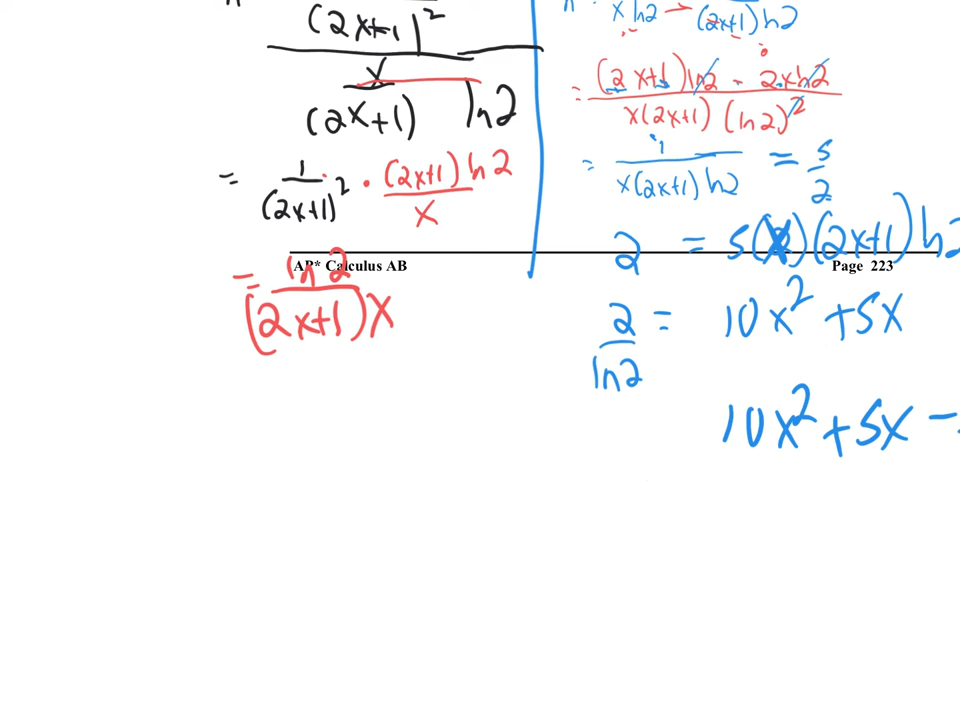 (2x+1)²
x
(2x+1) ln2
= 1/(2x+1)² · (2x+1) ln2 / x
= ln 2 / (2x+1)x
x ln2 - (2x+1) ln2
= (2x+1) ln2 - 2x ln2 / x(2x+1) (ln2)²
= 1 / x(2x+1) ln2 = 5/2
2 = 5(x)(2x+1) ln2
2/ln2 = 10x² + 5x
10x² + 5x -
AP* Calculus AB Page 223